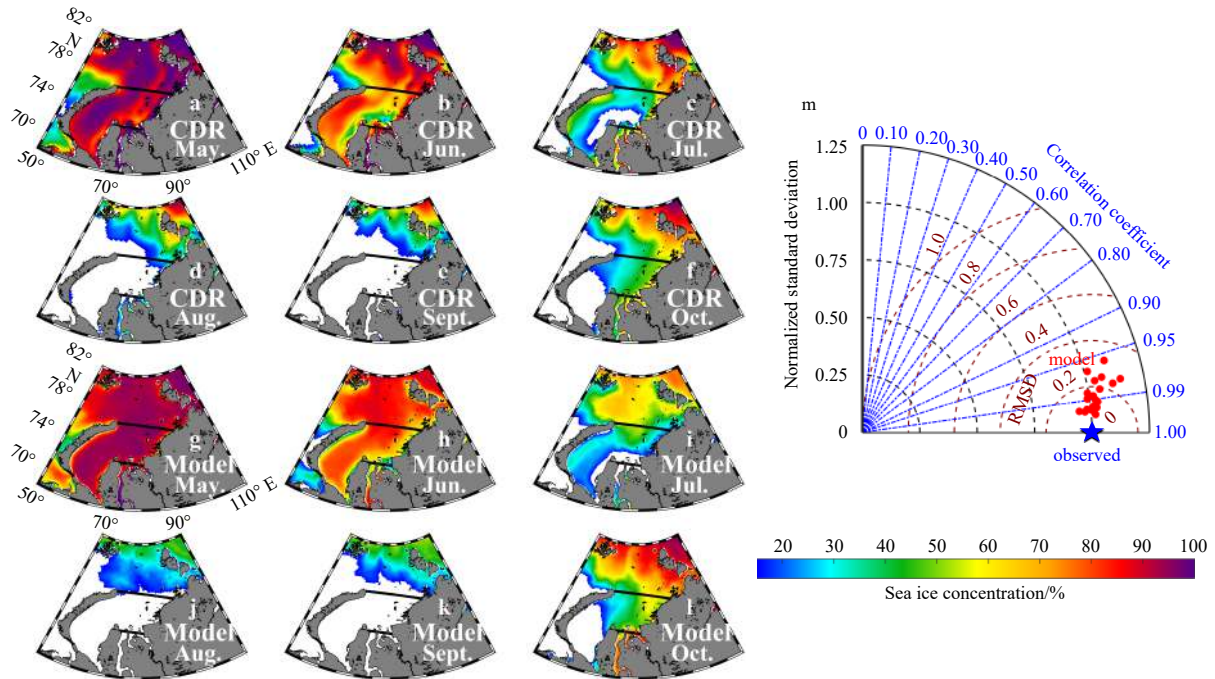 82°
N
78°
74°
70°
50°
70°
90°
110° E
a
CDR
May.
b
CDR
Jun.
c
CDR
Jul.
d
CDR
Aug.
e
CDR
Sept.
f
CDR
Oct.
82°
N
78°
74°
70°
50°
70°
90°
110° E
g
Model
May.
h
Model
Jun.
i
Model
Jul.
j
Model
Aug.
k
Model
Sept.
l
Model
Oct.
m
Normalized standard deviation
1.25
1.00
0.75
0.50
0.25
0
0
0.10
0.20
0.30
0.40
0.50
0.60
0.70
0.80
0.90
0.95
0.99
1.00
Correlation coefficient
1.0
0.8
0.6
0.4
0.2
0
RMSD
model
observed
20 30 40 50 60 70 80 90 100
Sea ice concentration/%